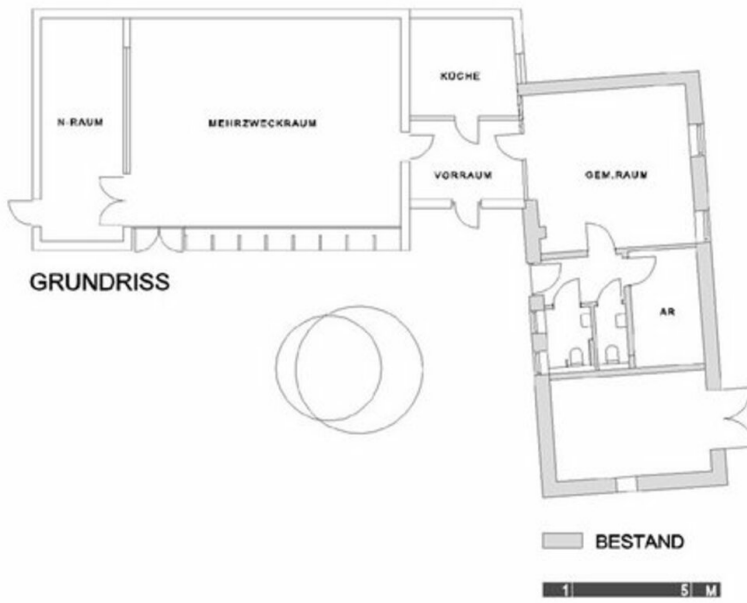 KÜCHE
N-RAUM
MEHRZWECKRAUM
VORRAUM
GEM.RAUM
GRUNDRISS
AR
BESTAND
1 5 M